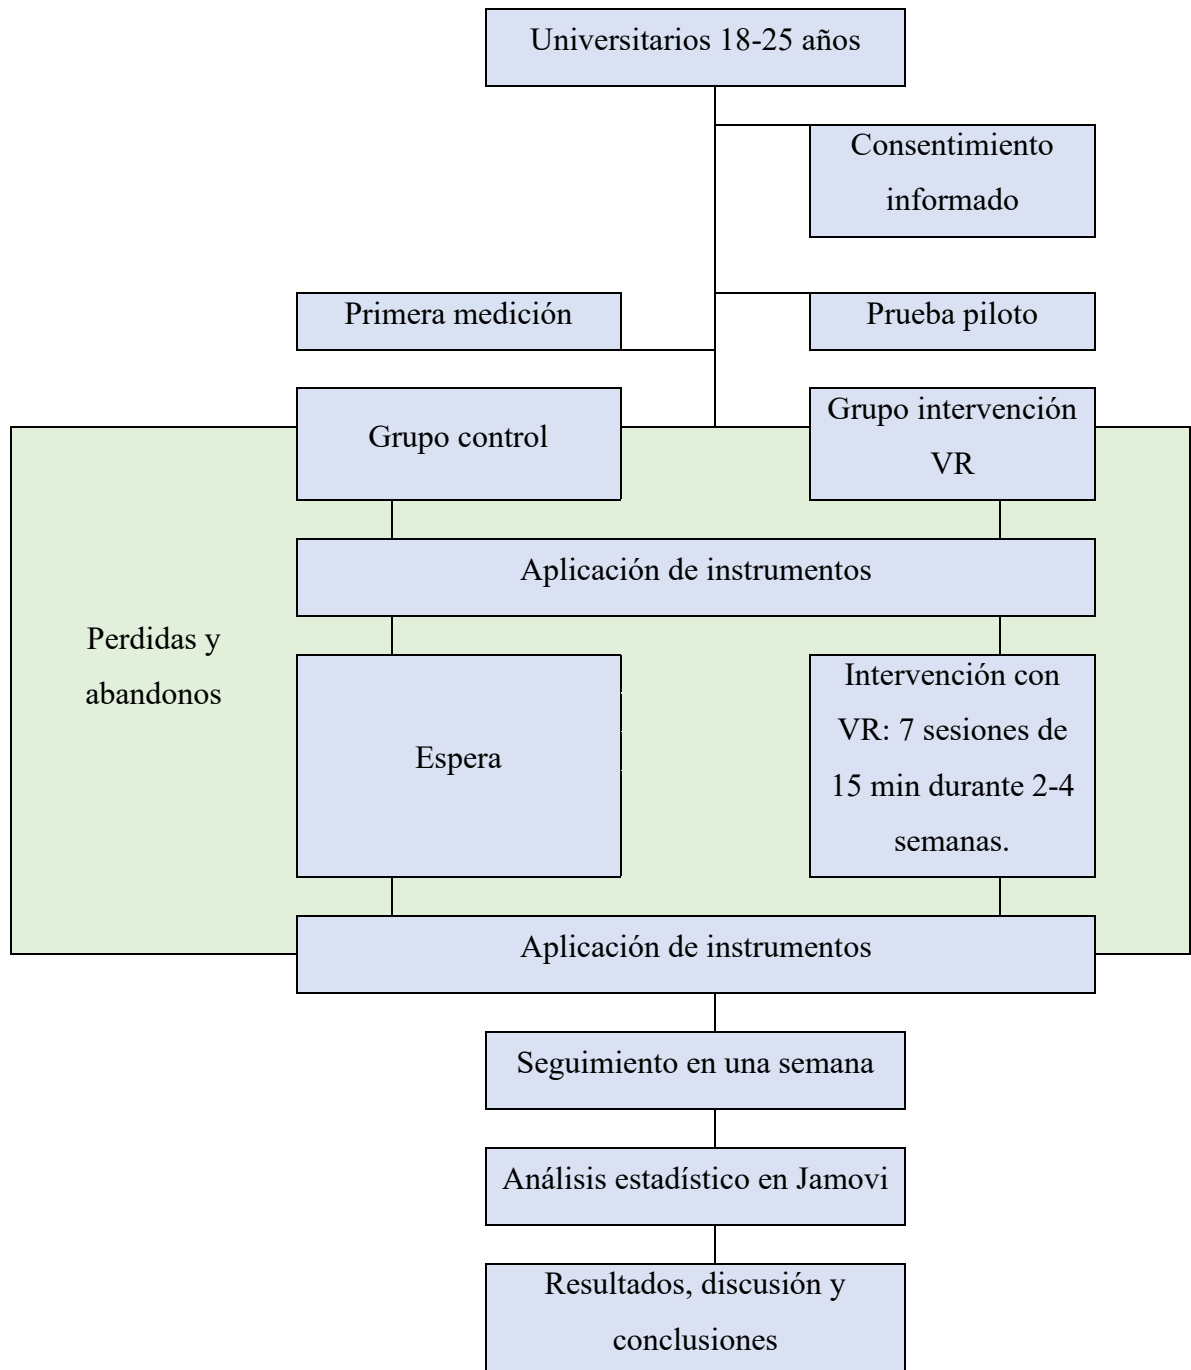 Universitarios 18-25 años
Consentimiento
informado
Primera medición
Prueba piloto
Grupo control
Grupo intervención
VR
Aplicación de instrumentos
Perdidas y
abandonos
Espera
Intervención con
VR: 7 sesiones de
15 min durante 2-4
semanas.
Aplicación de instrumentos
Seguimiento en una semana
Análisis estadístico en Jamovi
Resultados, discusión y
conclusiones